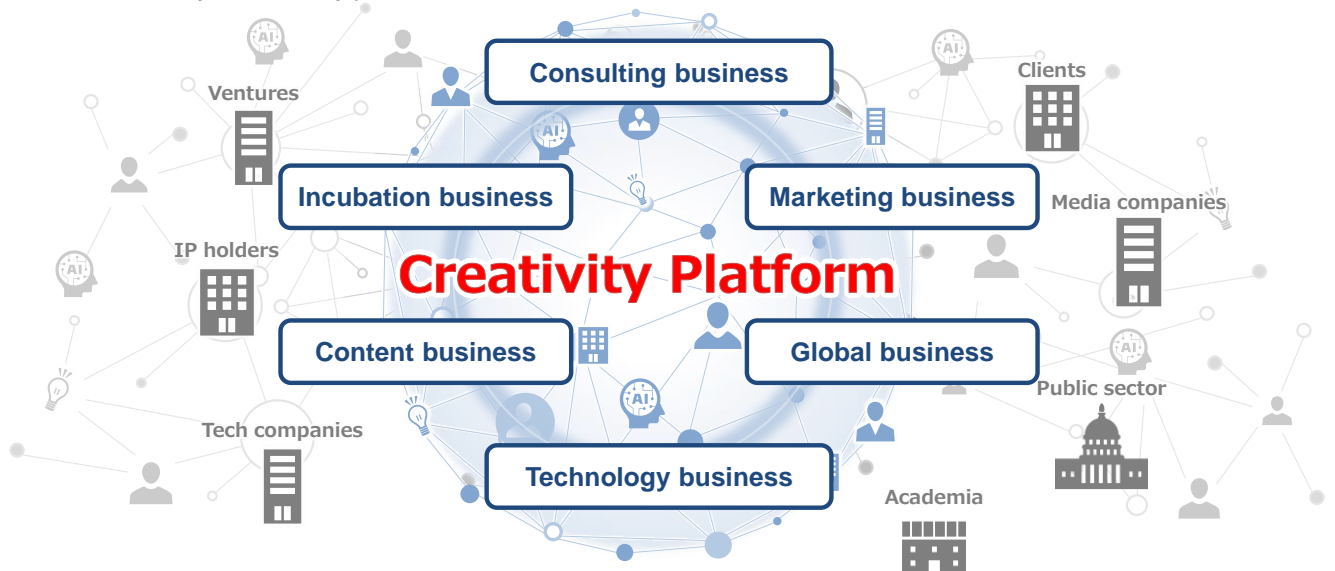 Consulting business
Clients
Ventures
Incubation business
Marketing business
Media companies
IP holders
Creativity Platform
Content business
Global business
Public sector
Tech companies
Technology business
Academia
AI
AI
AI
AI
AI
AI